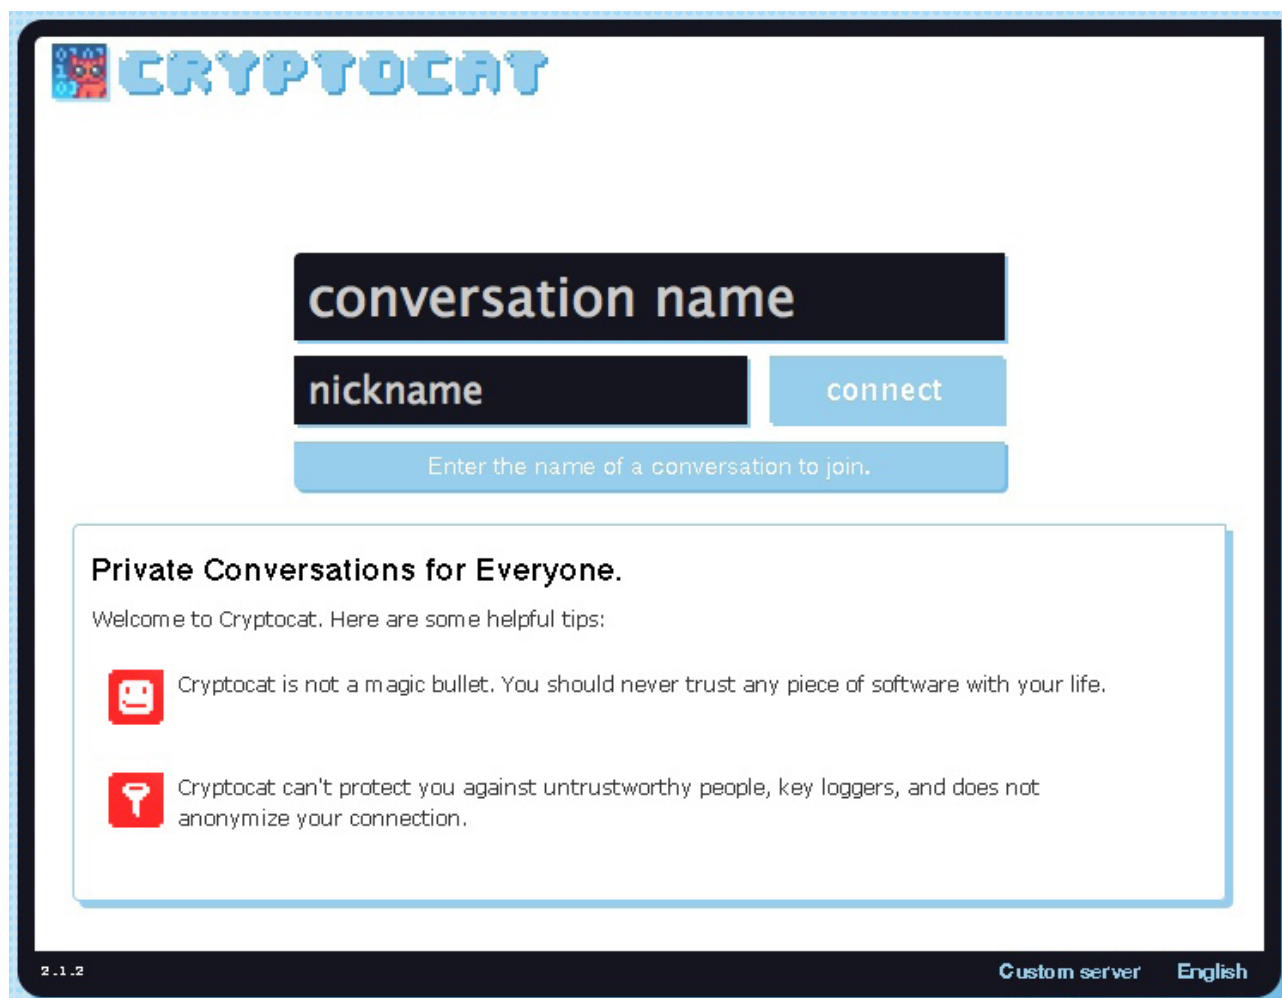 CRYPTOCAT
conversation name
nickname
connect
Enter the name of a conversation to join.
Private Conversations for Everyone.
Welcome to Cryptocat. Here are some helpful tips:
Cryptocat is not a magic bullet. You should never trust any piece of software with your life.
Cryptocat can't protect you against untrustworthy people, key loggers, and does not
anonymize your connection.
2.1.2
Custom server
English